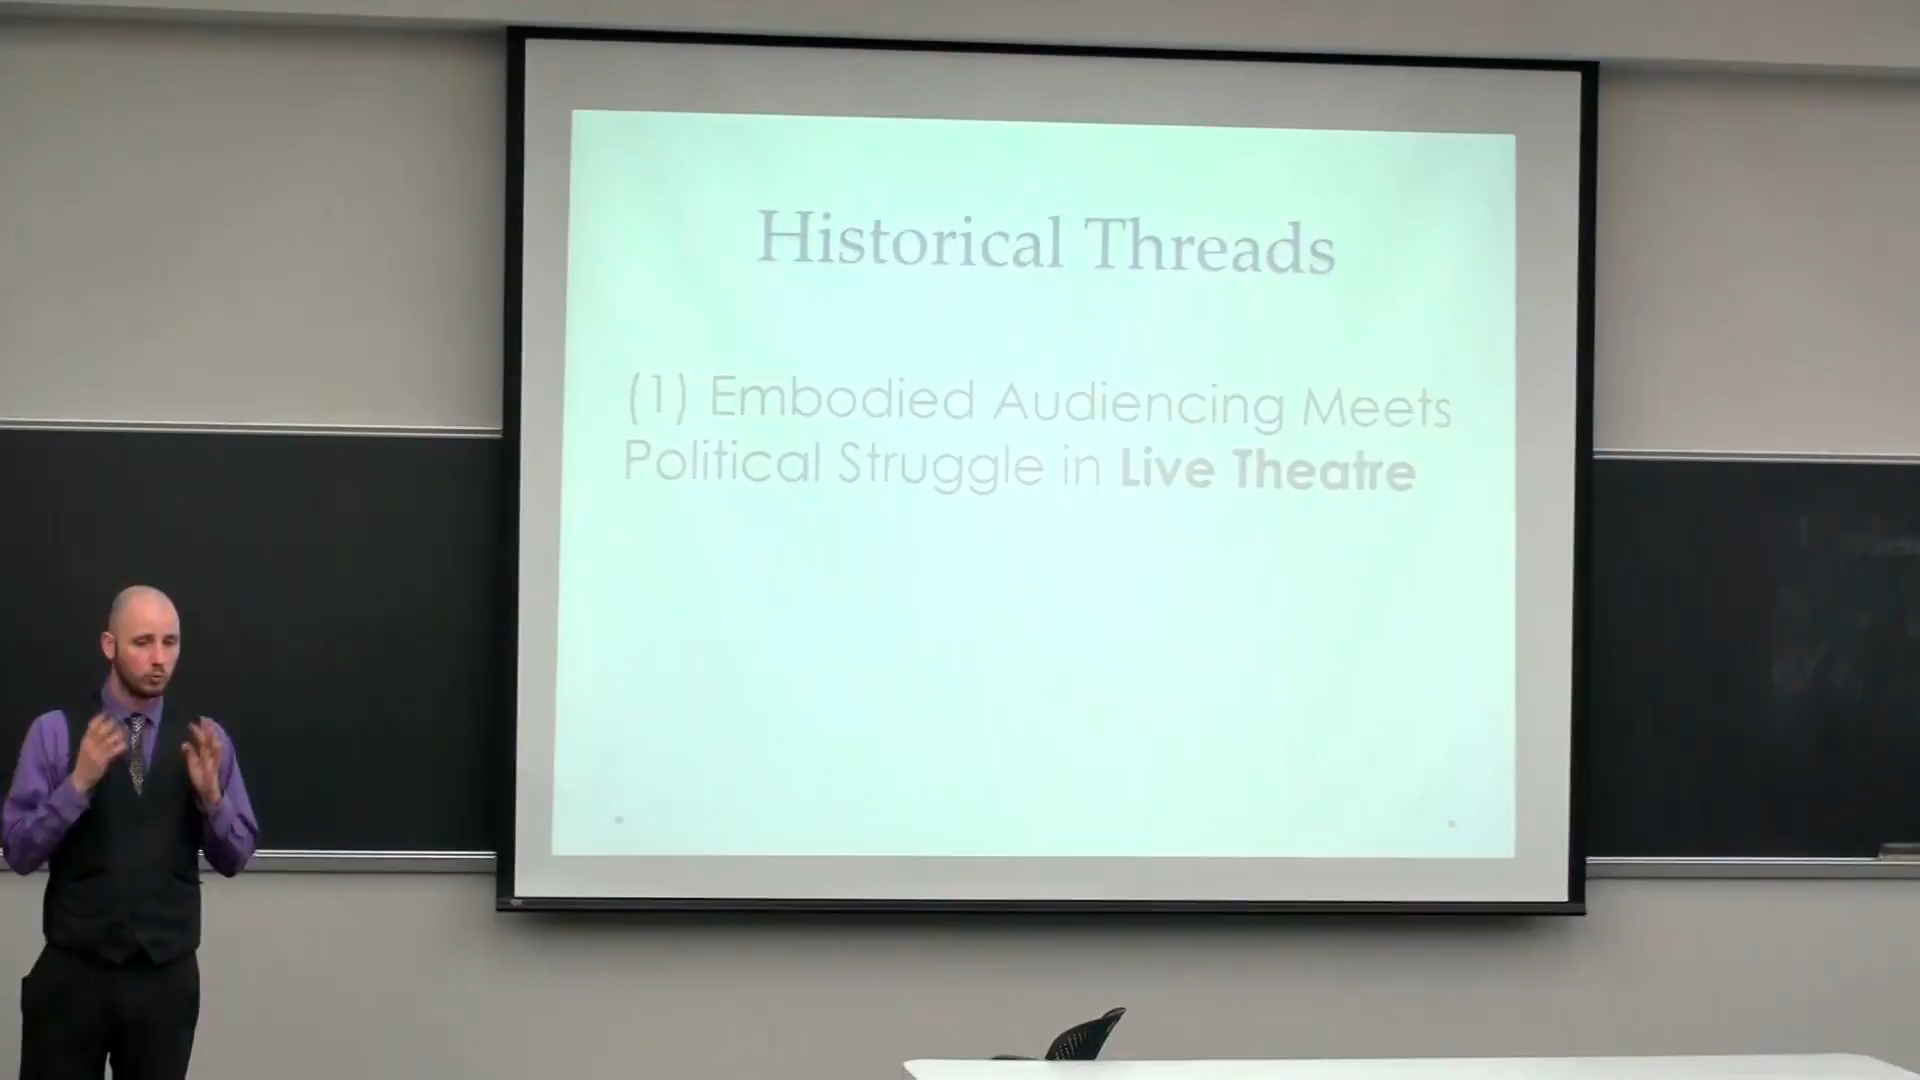 Historical Threads
(1) Embodied Audiencing Meets
Political Struggle in Live Theatre